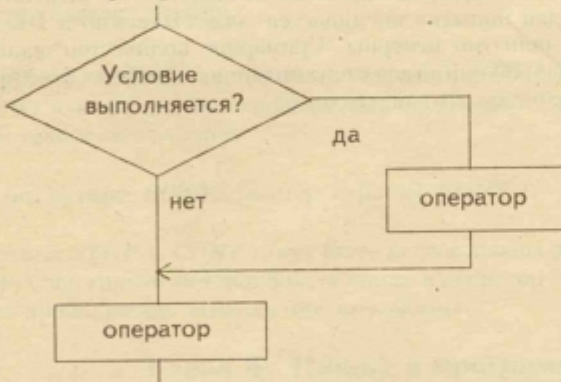 Условие
выполняется?
да
нет
оператор
оператор